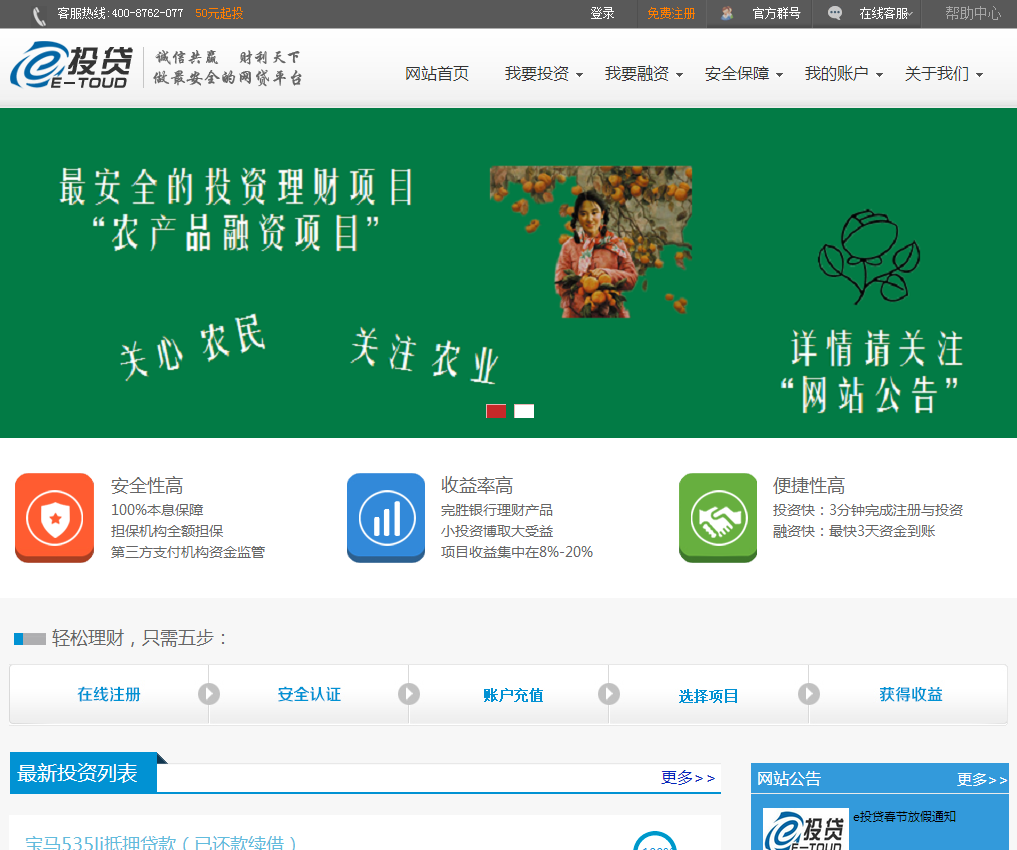 客服热线:400-8762-077 50元起投 登录 免费注册 官方群号 在线客服 帮助中心
e投贷
E-TOUD
诚信共赢 财利天下
做最安全的网贷平台
网站首页 我要投资 我要融资 安全保障 我的账户 关于我们
最安全的投资理财项目
“农产品融资项目”
关心农民 关注农业
详情请关注
“网站公告”
安全性高
100%本息保障
担保机构全额担保
第三方支付机构资金监管
收益率高
完胜银行理财产品
小投资博取大受益
项目收益集中在8%-20%
便捷性高
投资快：3分钟完成注册与投资
融资快：最快3天资金到账
轻松理财，只需五步：
在线注册 安全认证 账户充值 选择项目 获得收益
最新投资列表 更多>>
网站公告 更多>>
宝马535li抵押贷款（已还款续借）
e投贷
E-TOUD
e投贷春节放假通知